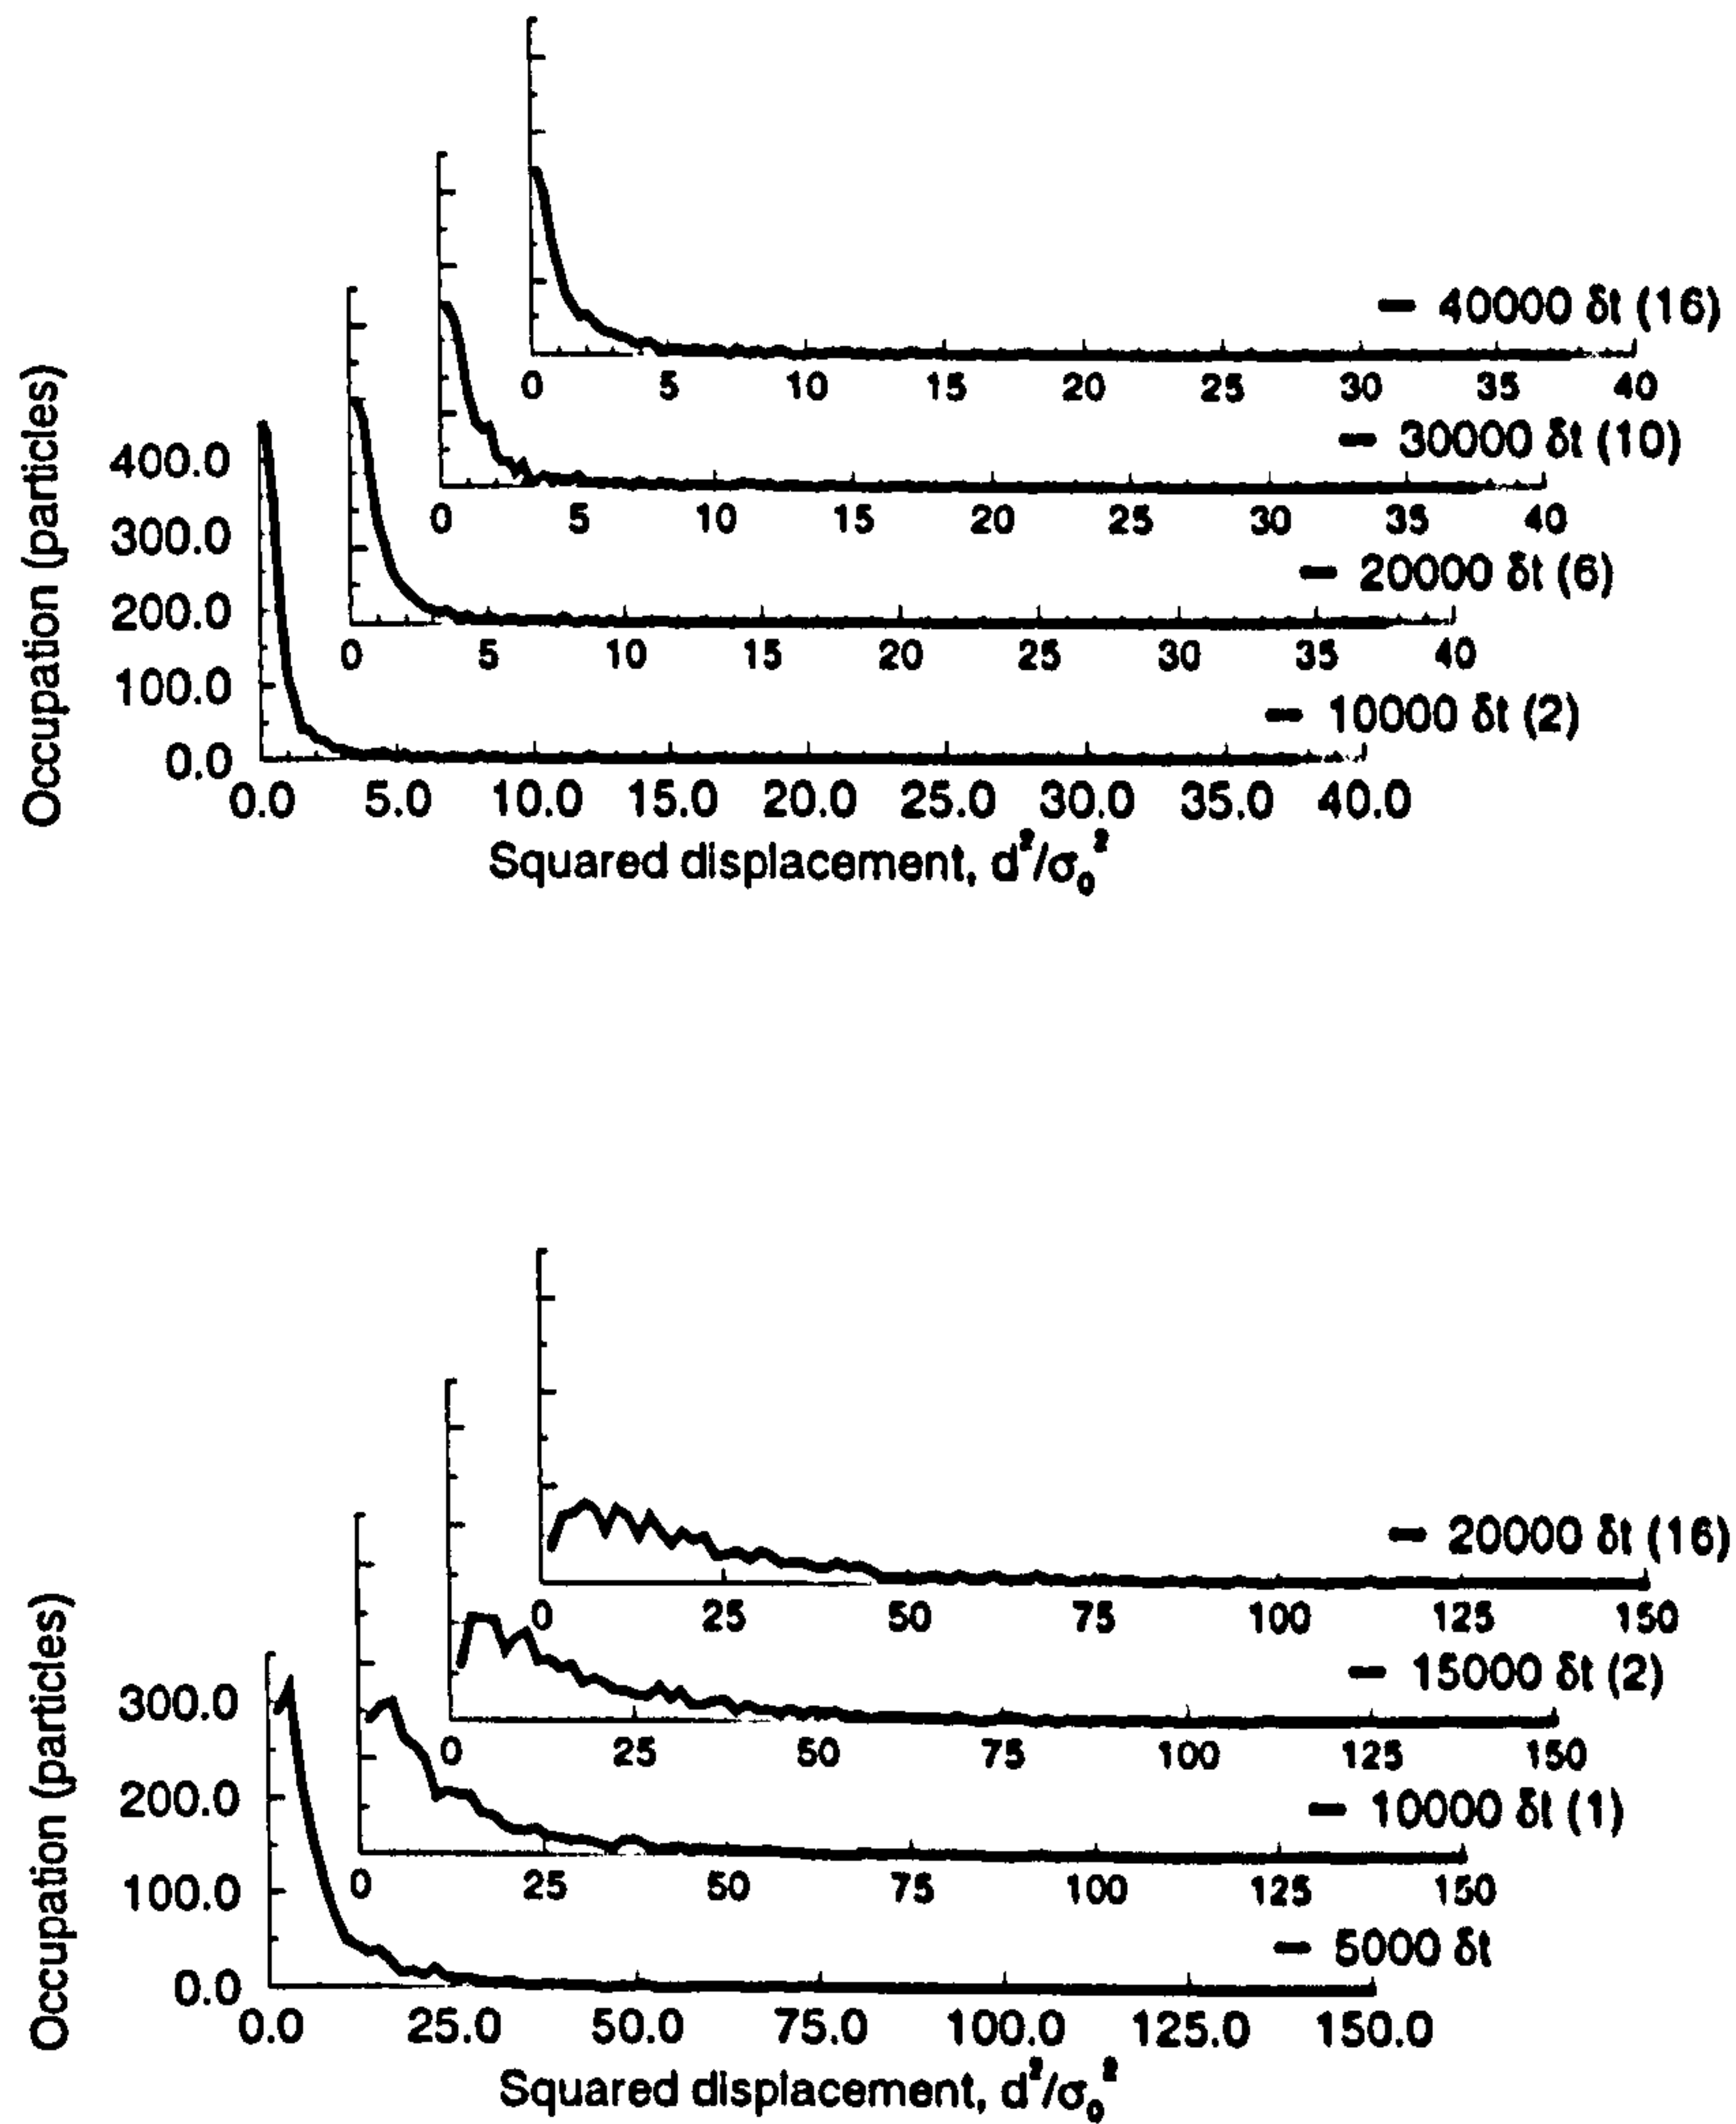 40000 δt (16)
0 5 10 15 20 25 30 35 40
30000 δt (10)
0 5 10 15 20 25 30 35 40
20000 δt (6)
0 5 10 15 20 25 30 35 40
10000 δt (2)
Occupation (particles)
400.0
300.0
200.0
100.0
0.0
0.0 5.0 10.0 15.0 20.0 25.0 30.0 35.0 40.0
Squared displacement, d²/σ₀²
20000 δt (16)
0 25 50 75 100 125 150
15000 δt (2)
0 25 50 75 100 125 150
10000 δt (1)
0 25 50 75 100 125 150
5000 δt
Occupation (particles)
300.0
200.0
100.0
0.0
0.0 25.0 50.0 75.0 100.0 125.0 150.0
Squared displacement, d²/σ₀²